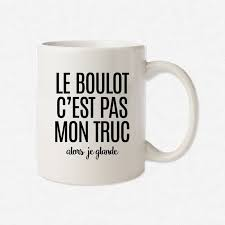 LE BOULOT
C'EST PAS
MON TRUC
alors je glande